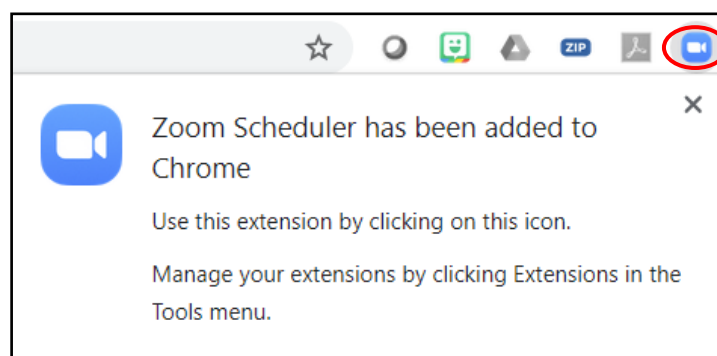 ZIP
Zoom Scheduler has been added to
Chrome
Use this extension by clicking on this icon.
Manage your extensions by clicking Extensions in the
Tools menu.